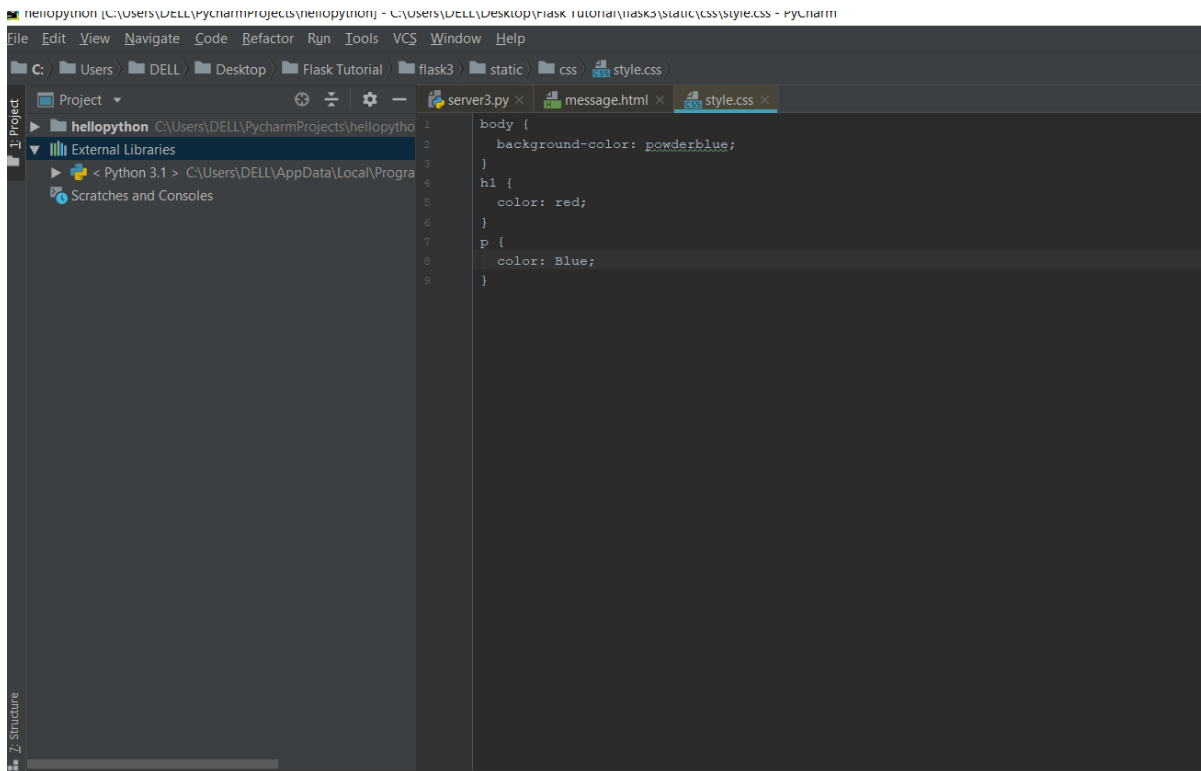 hellopython [C:\Users\DELL\PycharmProjects\hellopython] - C:\Users\DELL\Desktop\Flask Tutorial\flask3\static\css\style.css - PyCharm
File Edit View Navigate Code Refactor Run Tools VCS Window Help
C: Users DELL Desktop Flask Tutorial flask3 static css style.css
1: Project
Project
server3.py message.html style.css
hellopython C:\Users\DELL\PycharmProjects\hellopytho
External Libraries
< Python 3.1 > C:\Users\DELL\AppData\Local\Progra
Scratches and Consoles
1 body {
2 background-color: powderblue;
3 }
4 h1 {
5 color: red;
6 }
7 p {
8 color: Blue;
9 }
7: Structure